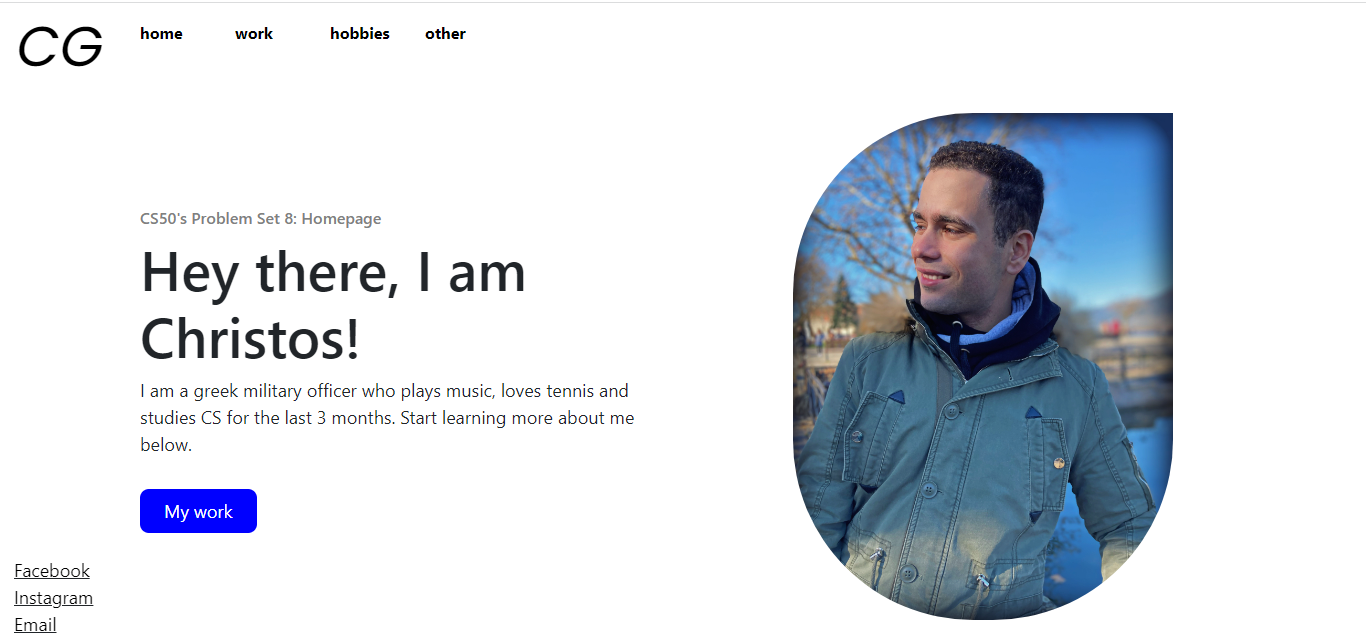 CG
home work hobbies other
CS50's Problem Set 8: Homepage
Hey there, I am
Christos!
I am a greek military officer who plays music, loves tennis and
studies CS for the last 3 months. Start learning more about me
below.
My work
Facebook
Instagram
Email